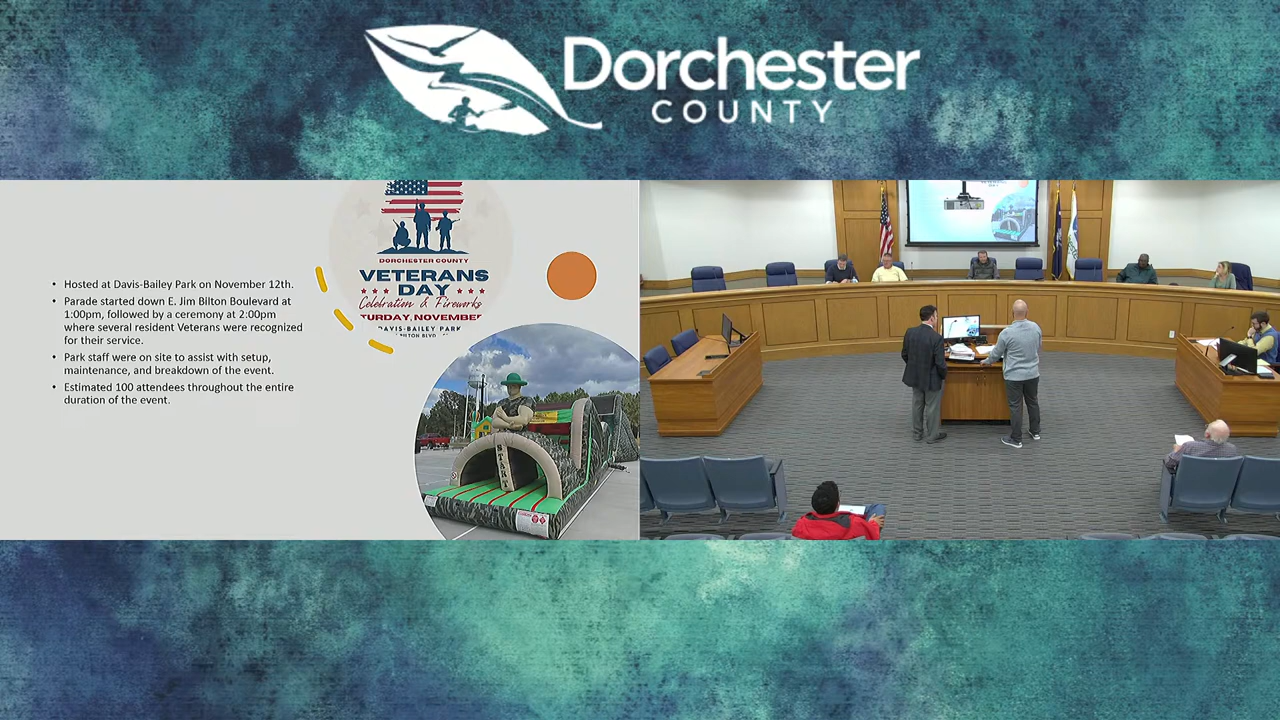 Dorchester
COUNTY
• Hosted at Davis-Bailey Park on November 12th.
• Parade started down E. Jim Bilton Boulevard at
1:00pm, followed by a ceremony at 2:00pm
where several resident Veterans were recognized
for their service.
• Park staff were on site to assist with setup,
maintenance, and breakdown of the event.
• Estimated 100 attendees throughout the entire
duration of the event.
DORCHESTER COUNTY
VETERANS
DAY
Celebration & Fireworks
TURDAY, NOVEMBER
DAVIS-BAILEY PARK
BILTON BLVD
START